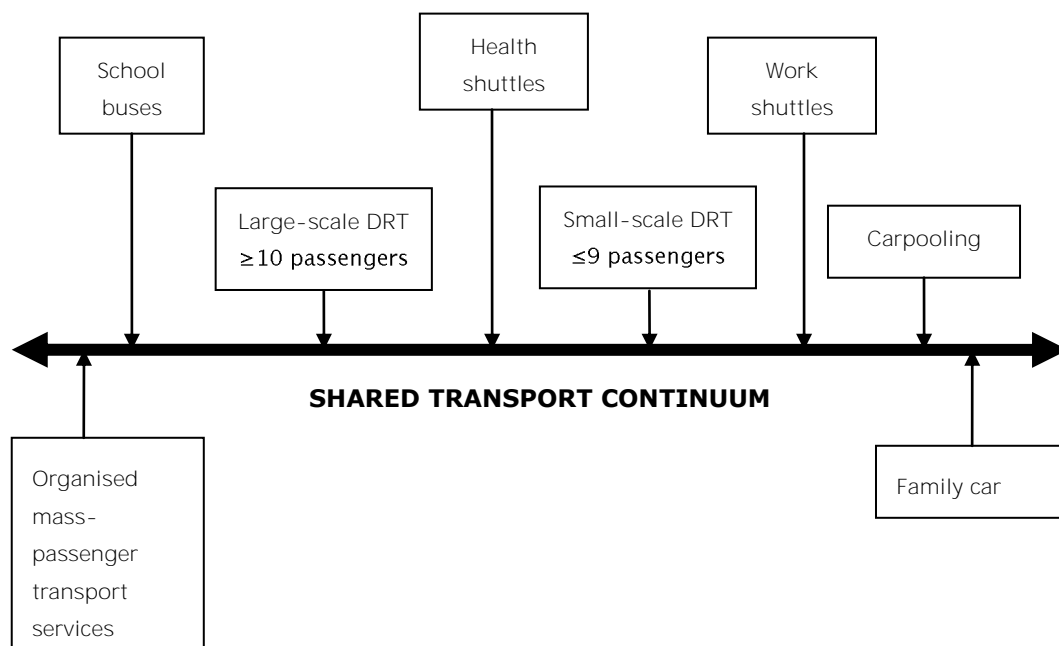 School
buses
Health
shuttles
Work
shuttles
Large-scale DRT
≥10 passengers
Small-scale DRT
≤9 passengers
Carpooling
SHARED TRANSPORT CONTINUUM
Organised
mass-
passenger
transport
services
Family car